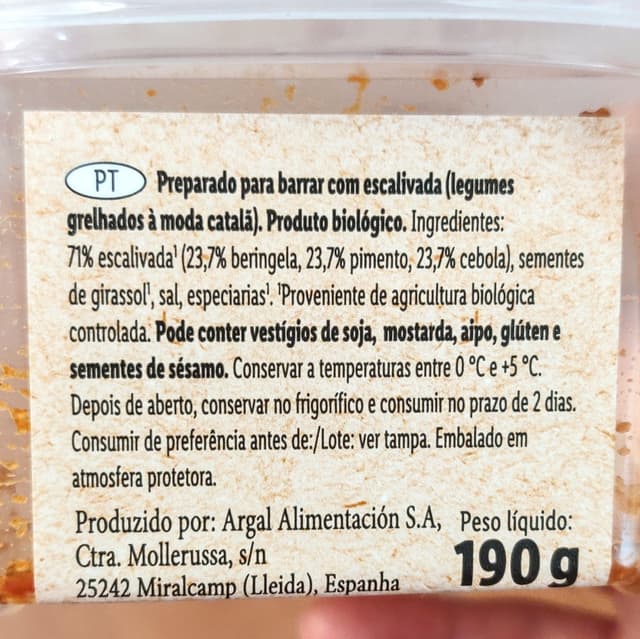 PT Preparado para barrar com escalivada (legumes
grelhados à moda catalã). Produto biológico. Ingredientes:
71% escalivada¹ (23,7% beringela, 23,7% pimento, 23,7% cebola), sementes
de girassol¹, sal, especiarias¹. ¹Proveniente de agricultura biológica
controlada. Pode conter vestígios de soja, mostarda, aipo, glúten e
sementes de sésamo. Conservar a temperaturas entre 0 °C e +5 °C.
Depois de aberto, conservar no frigorífico e consumir no prazo de 2 dias.
Consumir de preferência antes de:/Lote: ver tampa. Embalado em
atmosfera protetora.
Produzido por: Argal Alimentación S.A,
Ctra. Mollerussa, s/n
25242 Miralcamp (Lleida), Espanha
Peso líquido:
190 g